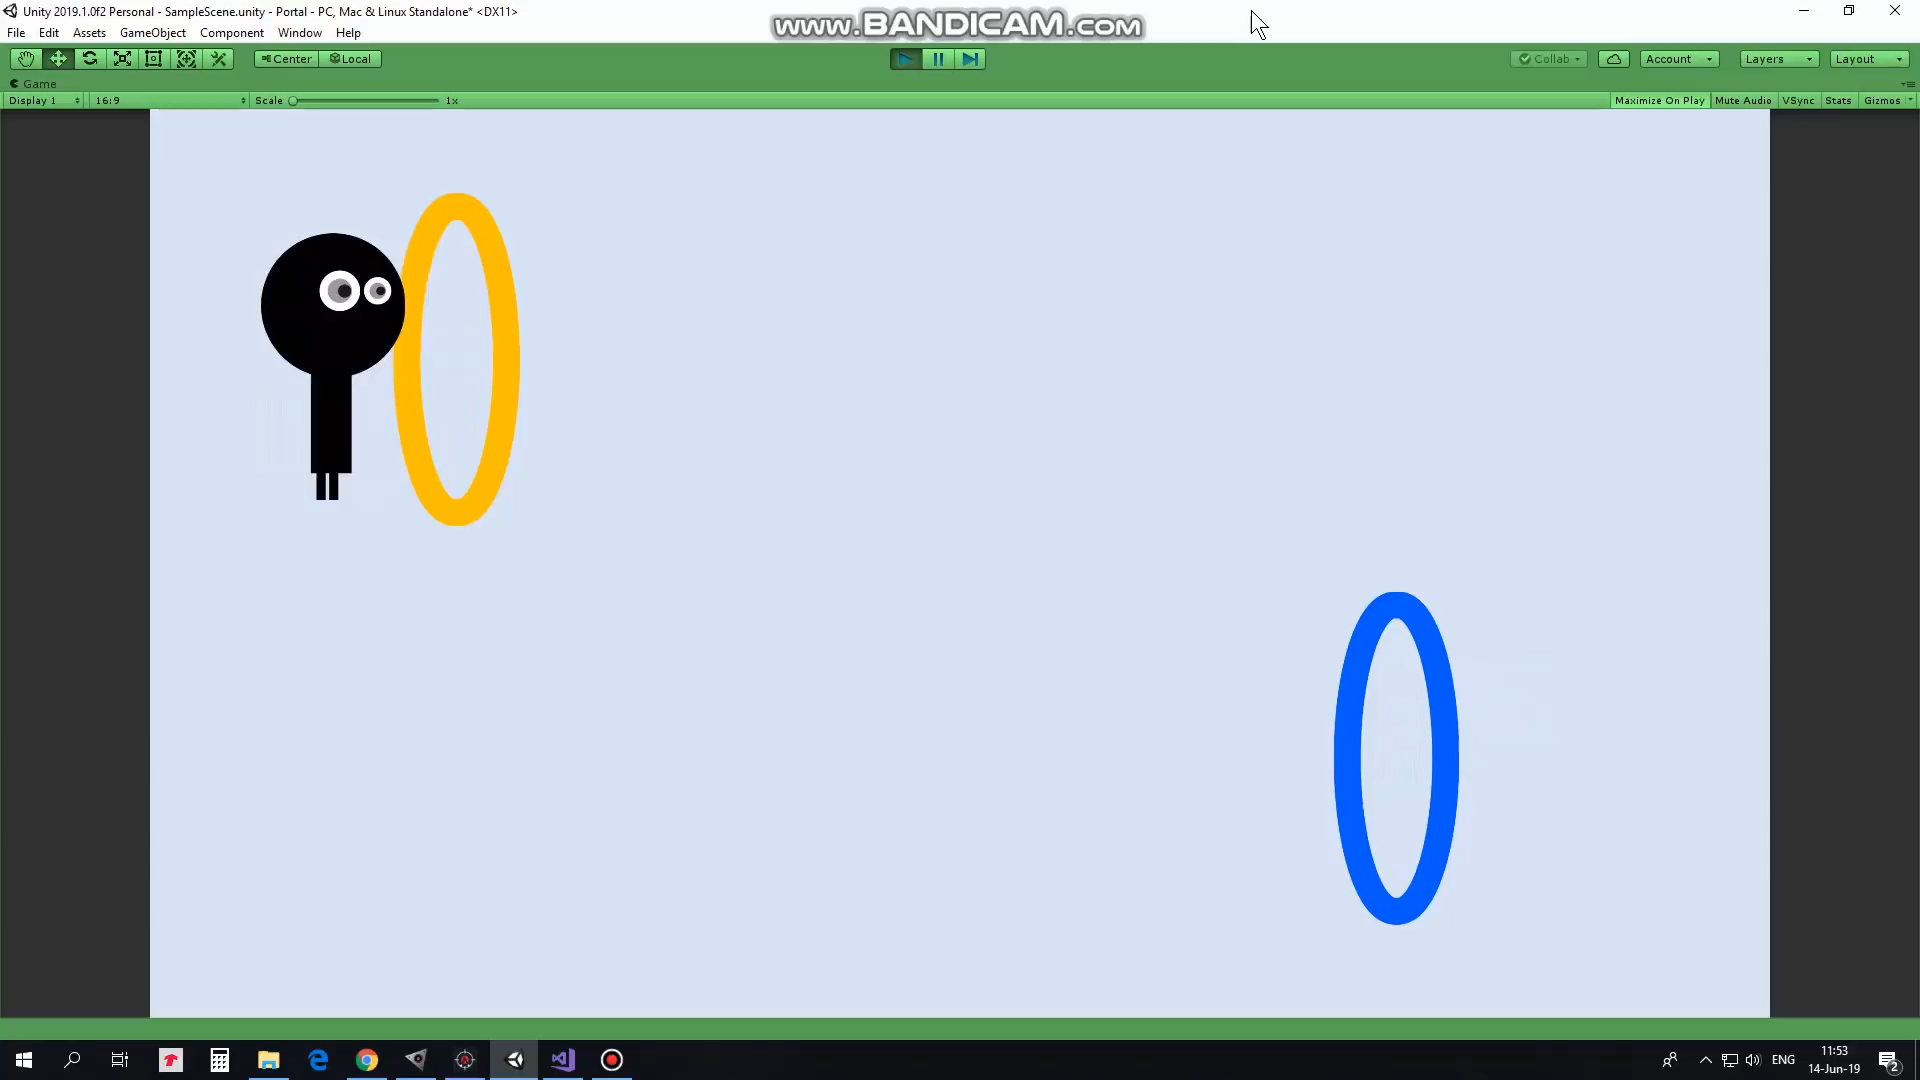 Unity 2019.1.0f2 Personal - SampleScene.unity - Portal - PC, Mac & Linux Standalone* <DX11>
www.BANDICAM.com
File Edit Assets GameObject Component Window Help
Center Local Collab Account Layers Layout
Game
Display 1 16:9 Scale 1x Maximize On Play Mute Audio VSync Stats Gizmos
ENG 11:53
14-Jun-19 2